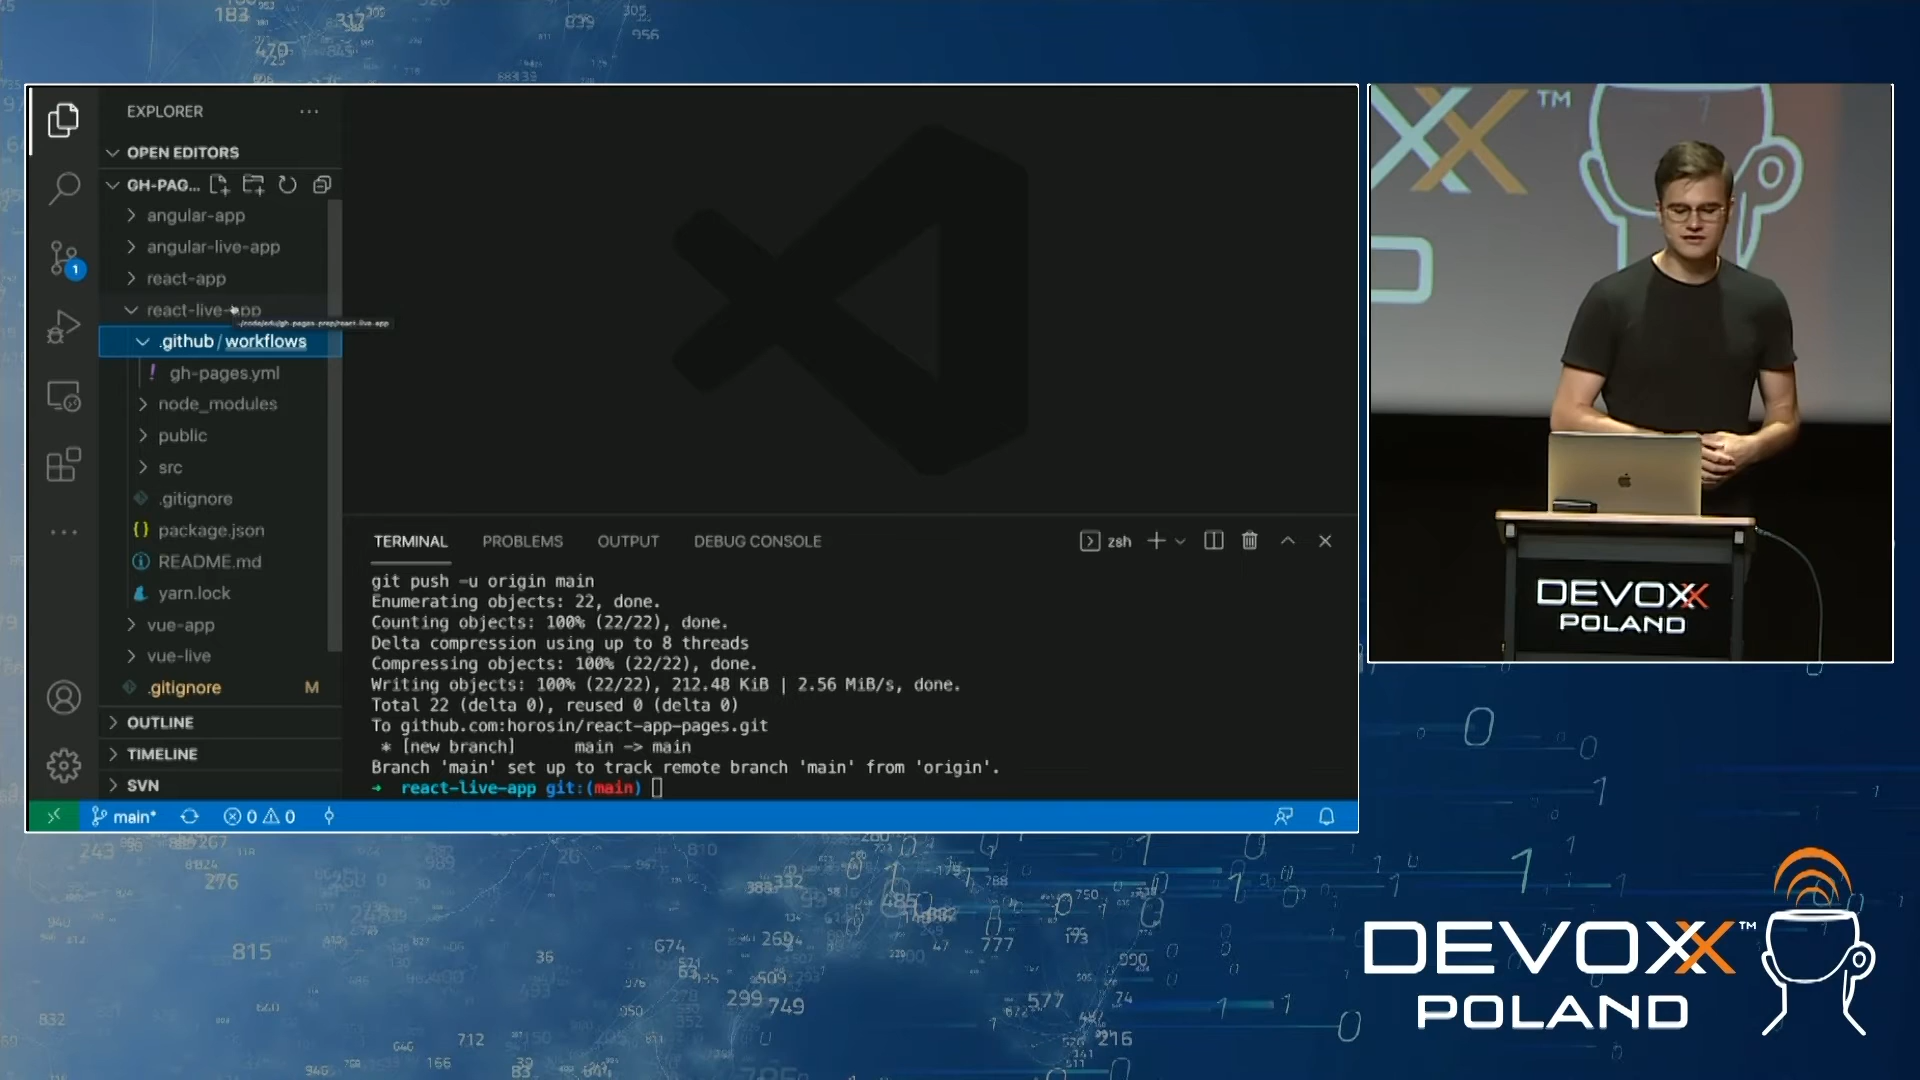 EXPLORER
OPEN EDITORS
GH-PAG...
angular-app
angular-live-app
react-app
react-live-app
.github / workflows
gh-pages.yml
node_modules
public
src
.gitignore
package.json
README.md
yarn.lock
vue-app
vue-live
.gitignore M
OUTLINE
TIMELINE
SVN
1
TERMINAL PROBLEMS OUTPUT DEBUG CONSOLE zsh
git push -u origin main
Enumerating objects: 22, done.
Counting objects: 100% (22/22), done.
Delta compression using up to 8 threads
Compressing objects: 100% (22/22), done.
Writing objects: 100% (22/22), 212.48 KiB | 2.56 MiB/s, done.
Total 22 (delta 0), reused 0 (delta 0)
To github.com:horosin/react-app-pages.git
* [new branch] main -> main
Branch 'main' set up to track remote branch 'main' from 'origin'.
→ react-live-app git:(main)
main* 0 0
TM
DEVOXX
POLAND
DEVOXX™
POLAND